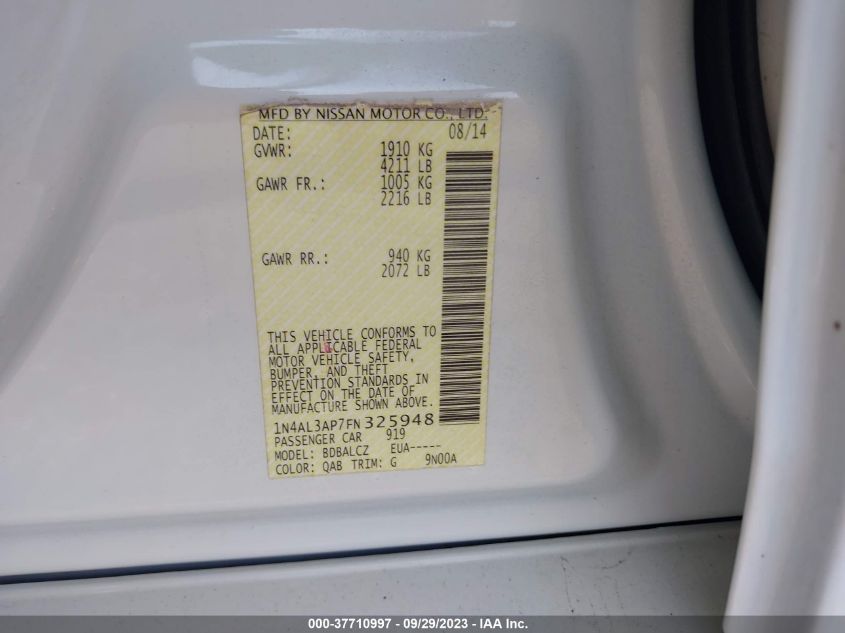 MFD BY NISSAN MOTOR CO., LTD.
DATE: 08/14
GVWR: 1910 KG
4211 LB
GAWR FR.: 1005 KG
2216 LB
GAWR RR.: 940 KG
2072 LB
THIS VEHICLE CONFORMS TO
ALL APPLICABLE FEDERAL
MOTOR VEHICLE SAFETY,
BUMPER, AND THEFT
PREVENTION STANDARDS IN
EFFECT ON THE DATE OF
MANUFACTURE SHOWN ABOVE.
1N4AL3AP7FN325948
PASSENGER CAR 919
MODEL: BDBALCZ EUA-----
COLOR: QAB TRIM: G 9N00A
000-37710997 - 09/29/2023 - IAA Inc.